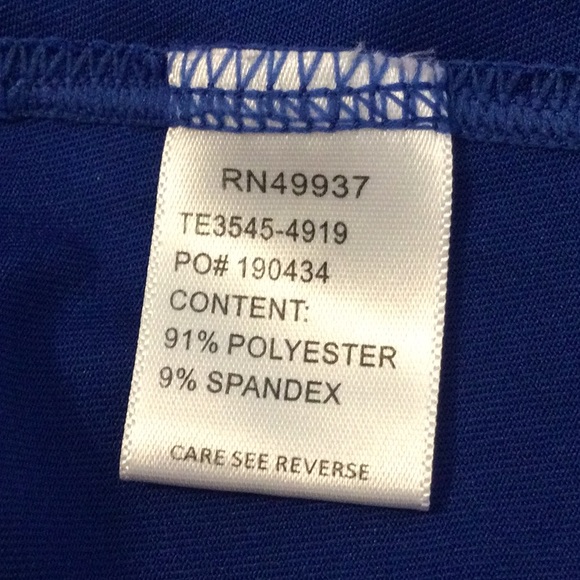 RN49937
TE3545-4919
PO# 190434
CONTENT:
91% POLYESTER
9% SPANDEX
CARE SEE REVERSE